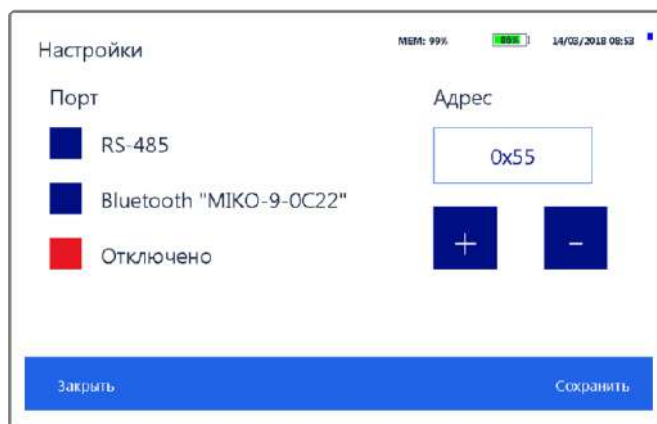 Настройки
MEM: 99%
86%
14/03/2018 08:53
Порт
Адрес
RS-485
0x55
Bluetooth "MIKO-9-0C22"
+ -
Отключено
Закрыть
Сохранить